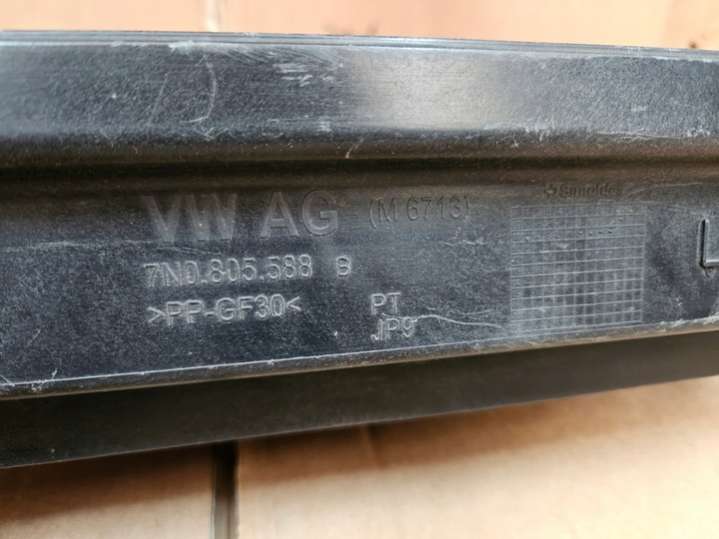 VW AG (M 6713)
7N0.805.588 B
>PP-GF30< PT
JP9